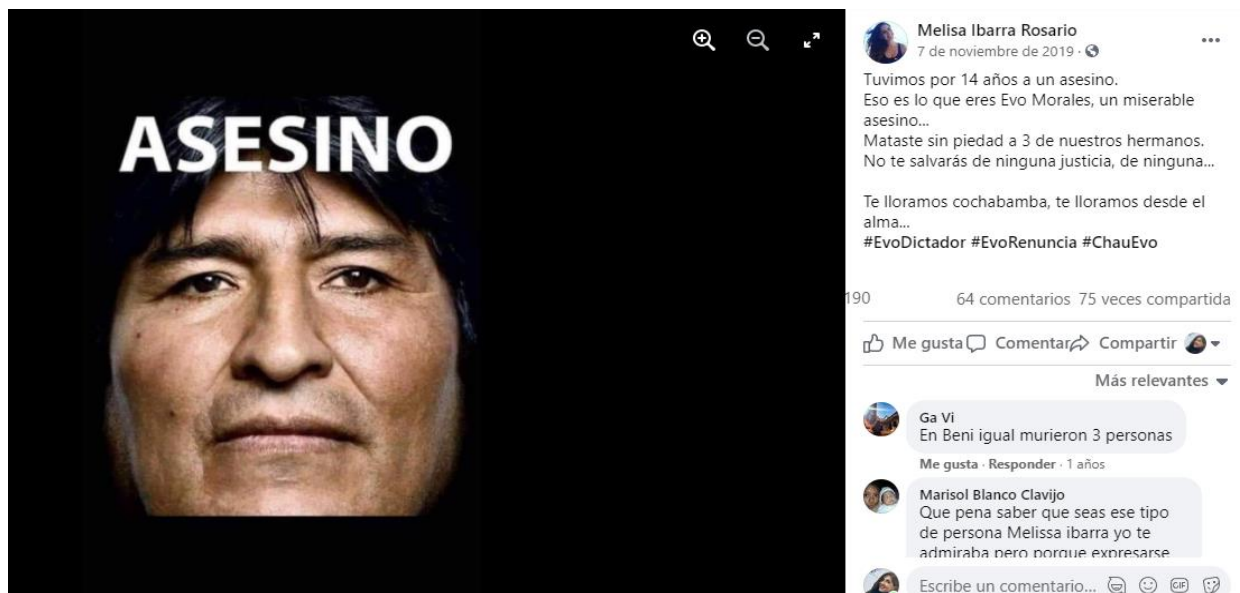 ASESINO
Melisa Ibarra Rosario
7 de noviembre de 2019 ·
Tuvimos por 14 años a un asesino.
Eso es lo que eres Evo Morales, un miserable
asesino...
Mataste sin piedad a 3 de nuestros hermanos.
No te salvarás de ninguna justicia, de ninguna...
Te lloramos cochabamba, te lloramos desde el
alma...
#EvoDictador #EvoRenuncia #ChauEvo
190 64 comentarios 75 veces compartida
Me gusta Comentar Compartir
Más relevantes
Ga Vi
En Beni igual murieron 3 personas
Me gusta · Responder · 1 años
Marisol Blanco Clavijo
Que pena saber que seas ese tipo
de persona Melissa ibarra yo te
admiraba pero porque expresarse
Escribe un comentario... GIF